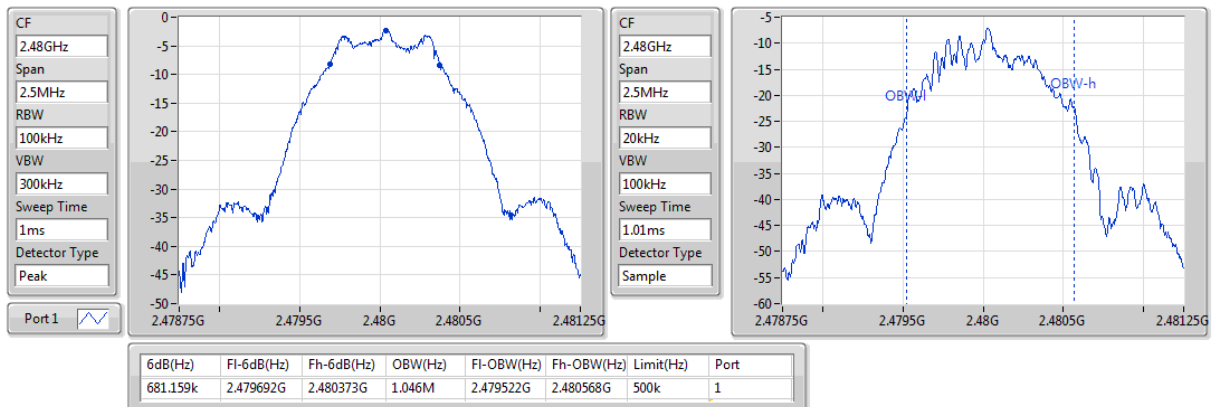 CF
2.48GHz
Span
2.5MHz
RBW
100kHz
VBW
300kHz
Sweep Time
1ms
Detector Type
Peak
Port 1
0
-5
-10
-15
-20
-25
-30
-35
-40
-45
-50
2.47875G 2.4795G 2.48G 2.4805G 2.48125G
CF
2.48GHz
Span
2.5MHz
RBW
20kHz
VBW
100kHz
Sweep Time
1.01ms
Detector Type
Sample
-5
-10
-15
-20
-25
-30
-35
-40
-45
-50
-55
-60
OBW-l
OBW-h
2.47875G 2.4795G 2.48G 2.4805G 2.48125G
6dB(Hz) Fl-6dB(Hz) Fh-6dB(Hz) OBW(Hz) Fl-OBW(Hz) Fh-OBW(Hz) Limit(Hz) Port
681.159k 2.479692G 2.480373G 1.046M 2.479522G 2.480568G 500k 1